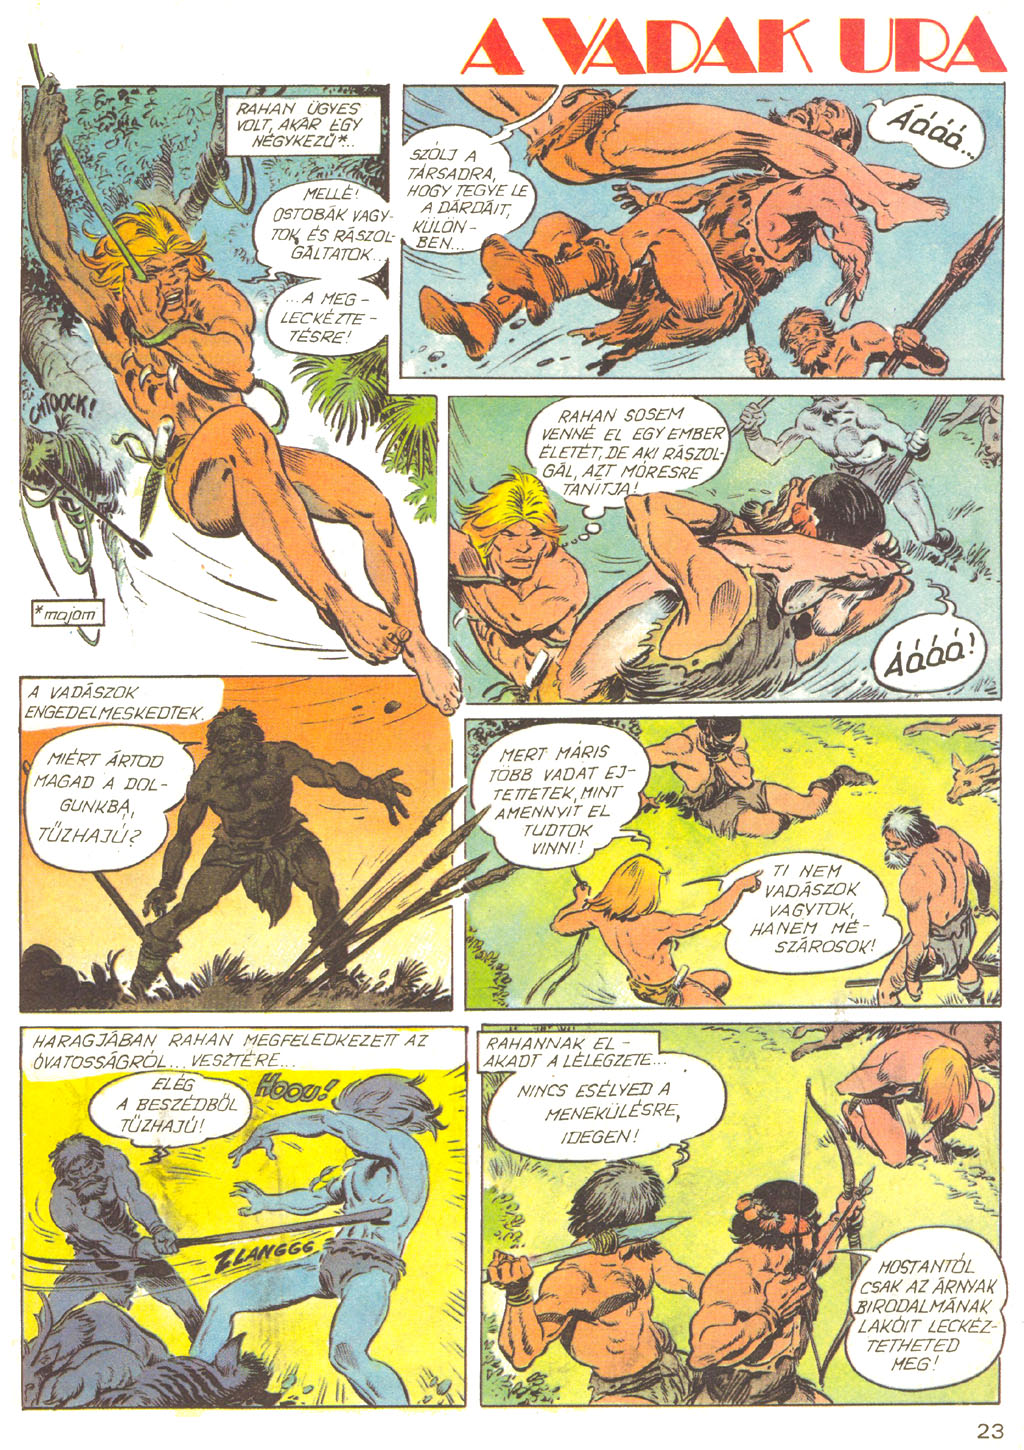 A VADAK URA
RAHAN ÜGYES
VOLT, AKÁR EGY
NÉGYKEZŰ*...
MELLÉ!
OSTOBÁK VAGY-
TOK, ÉS RÁSZOL-
GÁLTATOK...
...A MEG-
LECKÉZTE-
TÉSRE!
CHTOOCK!
*majom
SZÓLJ A
TÁRSADRA,
HOGY TEGYE LE
A DÁRDÁIT,
KÜLÖN-
BEN...
Áááá...
RAHAN SOSEM
VENNÉ EL EGY EMBER
ÉLETÉT, DE AKI RÁSZOL-
GÁL, AZT MÓRESRE
TANÍTJA!
Áááá!
A VADÁSZOK
ENGEDELMESKEDTEK.
MIÉRT ÁRTOD
MAGAD A DOL-
GUNKBA,
TŰZHAJÚ?
MERT MÁRIS
TÖBB VADAT EJ-
TETTETEK, MINT
AMENNYIT EL
TUDTOK
VINNI!
TI NEM
VADÁSZOK
VAGYTOK,
HANEM MÉ-
SZÁROSOK!
HARAGJÁBAN RAHAN MEGFELEDKEZETT AZ
ÓVATOSSÁGRÓL... VESZTÉRE...
ELÉG
A BESZÉDBŐL
TŰZHAJÚ!
HOOU!
ZLANGGG
RAHANNAK EL-
AKADT A LÉLEGZETE...
NINCS ESÉLYED A
MENEKÜLÉSRE,
IDEGEN!
MOSTANTÓL
CSAK AZ ÁRNYAK
BIRODALMÁNAK
LAKÓIT LECKÉZ-
TETHETED
MEG!
23